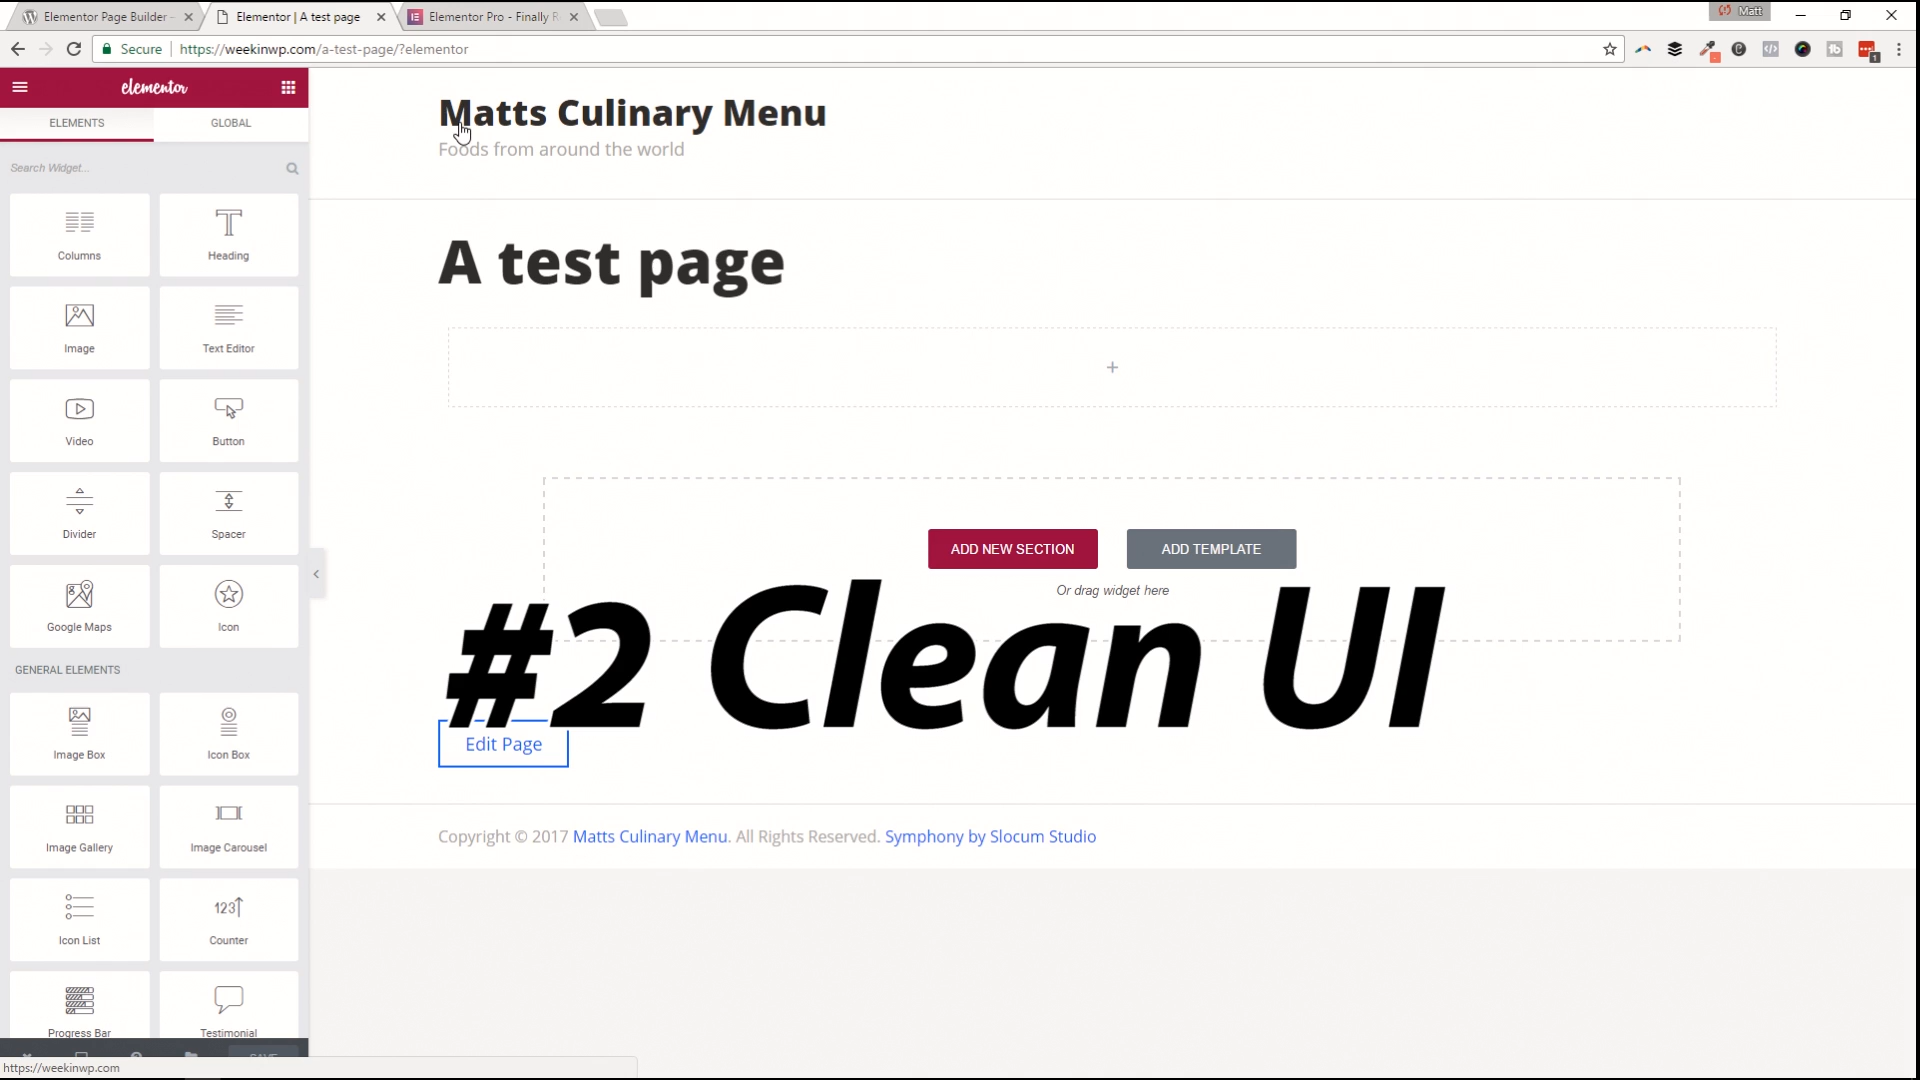 Elementor Page Builder -
Elementor | A test page
Elementor Pro - Finally R
Matt
Secure
https://weekinwp.com/a-test-page/?elementor
1
elementor
ELEMENTS
GLOBAL
Search Widget...
Columns
Heading
Image
Text Editor
Video
Button
Divider
Spacer
Google Maps
Icon
GENERAL ELEMENTS
Image Box
Icon Box
Image Gallery
Image Carousel
Icon List
123
Counter
Progress Bar
Testimonial
SAVE
https://weekinwp.com
Matts Culinary Menu
Foods from around the world
A test page
ADD NEW SECTION
ADD TEMPLATE
Or drag widget here
#2 Clean UI
Edit Page
Copyright © 2017 Matts Culinary Menu. All Rights Reserved. Symphony by Slocum Studio